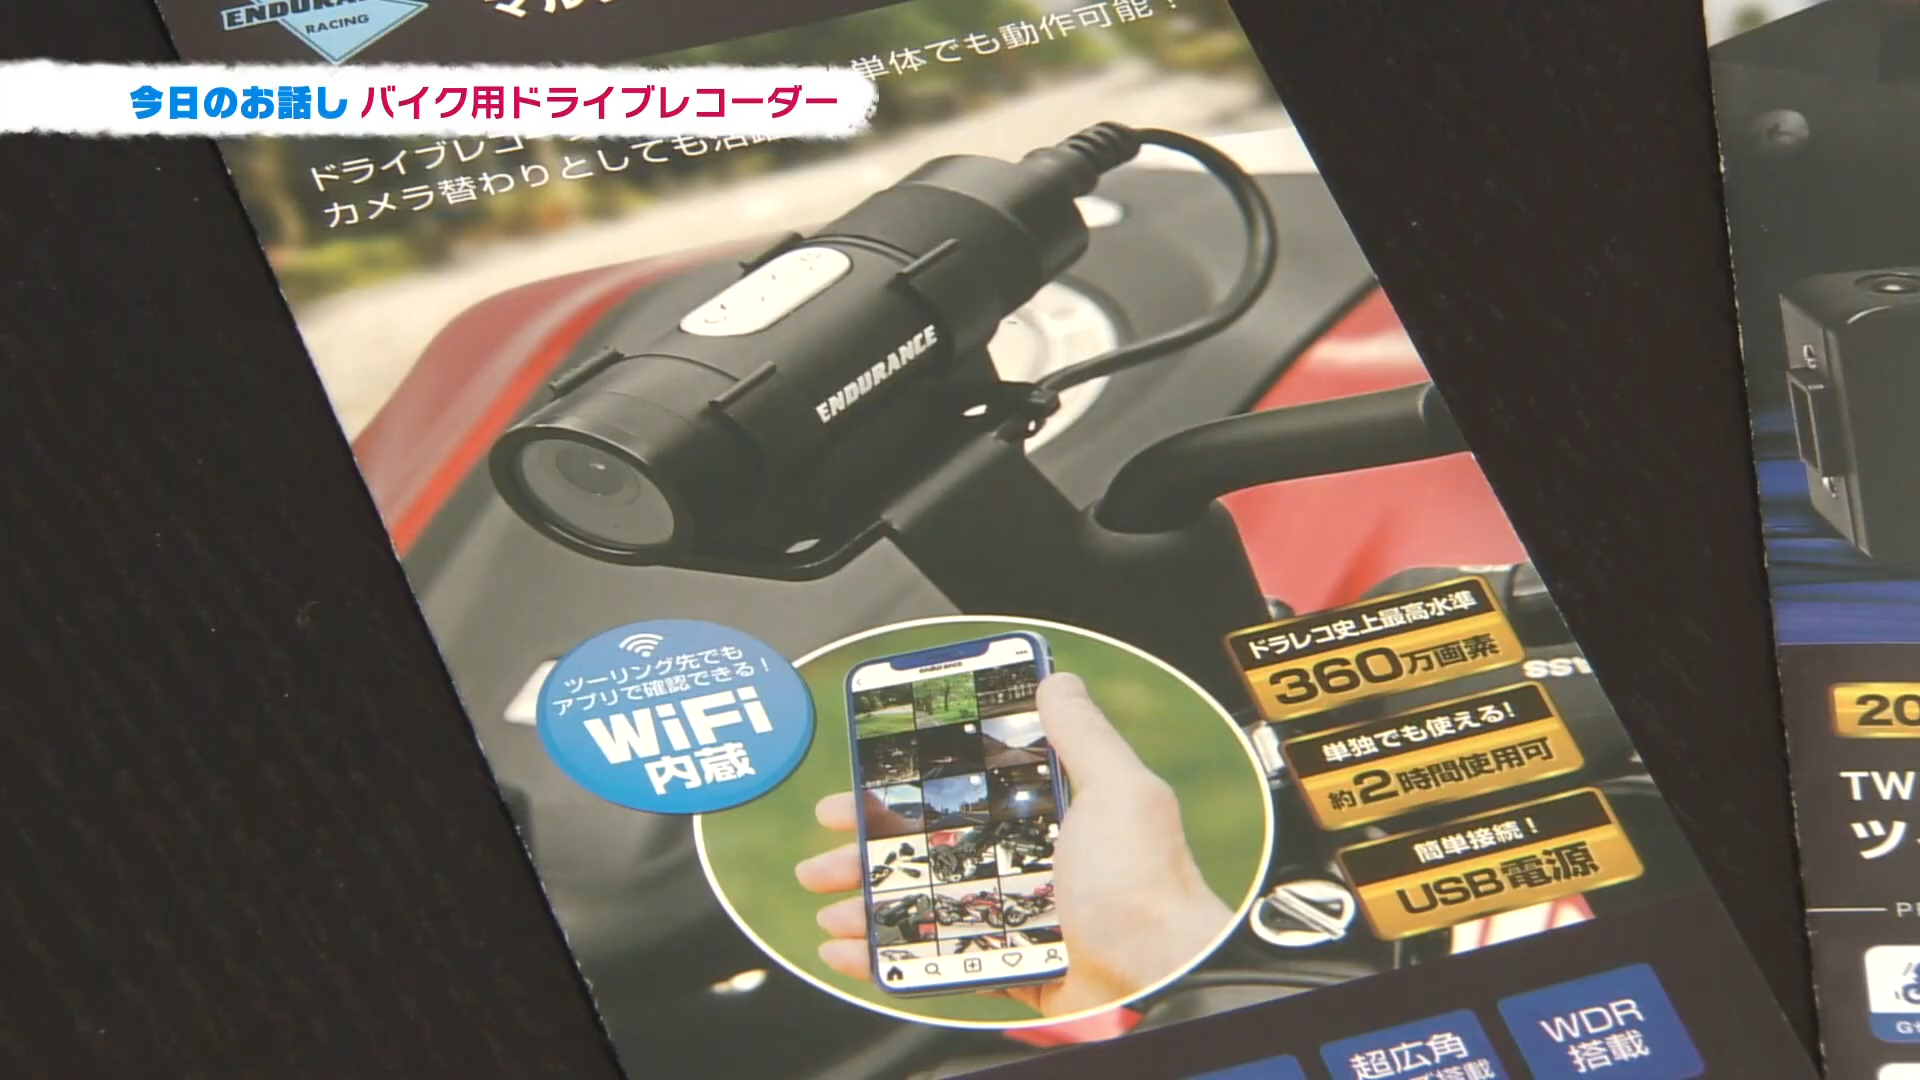 RACING
単体でも動作可能！
今日のお話し バイク用ドライブレコーダー
ドライブレコー
カメラ替わりとしても活躍
ENDURANCE
ツーリング先でも
アプリで確認できる！
WiFi
内蔵
endurance
ドラレコ史上最高水準
360万画素
単独でも使える！
約2時間使用可
簡単接続！
USB電源
超広角
搭載
WDR
搭載
20
TW